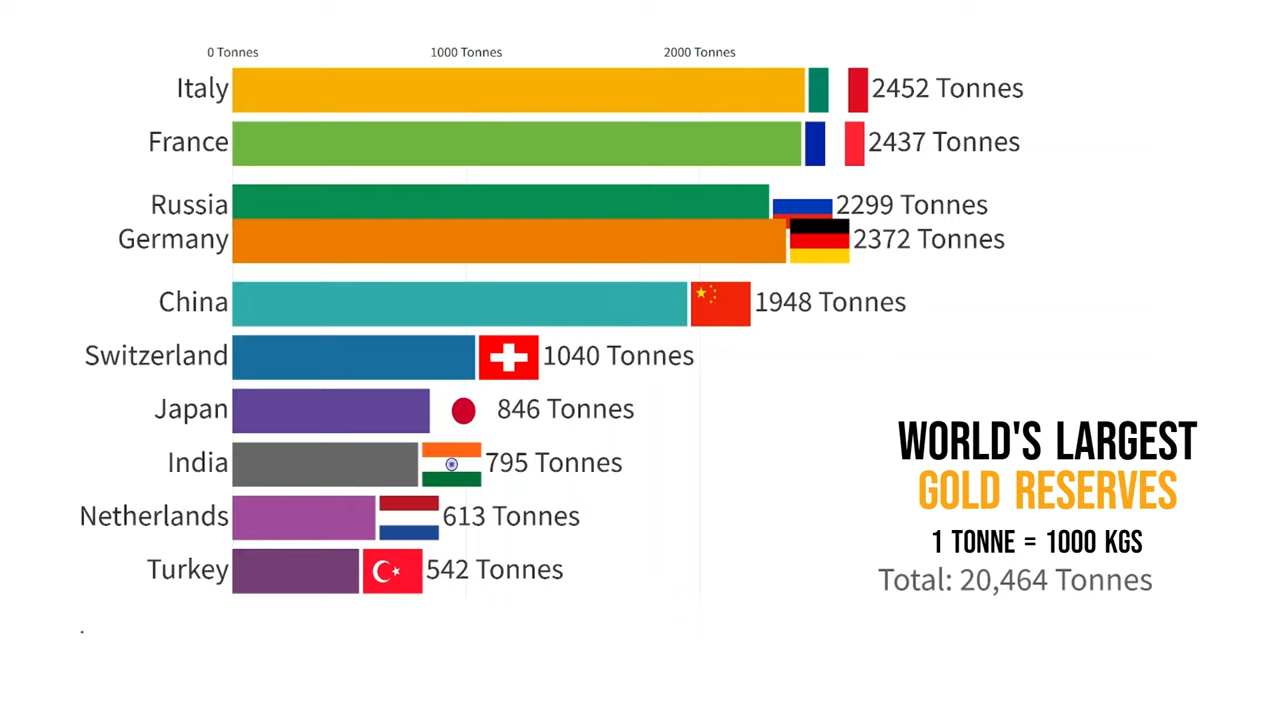 0 Tonnes 1000 Tonnes 2000 Tonnes
Italy 2452 Tonnes
France 2437 Tonnes
Russia 2299 Tonnes
Germany 2372 Tonnes
China 1948 Tonnes
Switzerland 1040 Tonnes
Japan 846 Tonnes
India 795 Tonnes
Netherlands 613 Tonnes
Turkey 542 Tonnes
WORLD'S LARGEST
GOLD RESERVES
1 TONNE = 1000 KGS
Total: 20,464 Tonnes
.